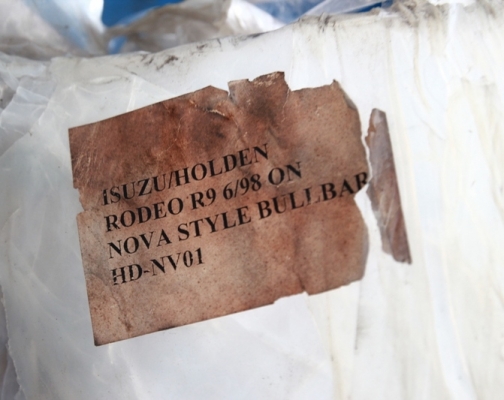 ISUZU/HOLDEN
RODEO R9 6/98 ON
NOVA STYLE BULLBAR
HD-NV01